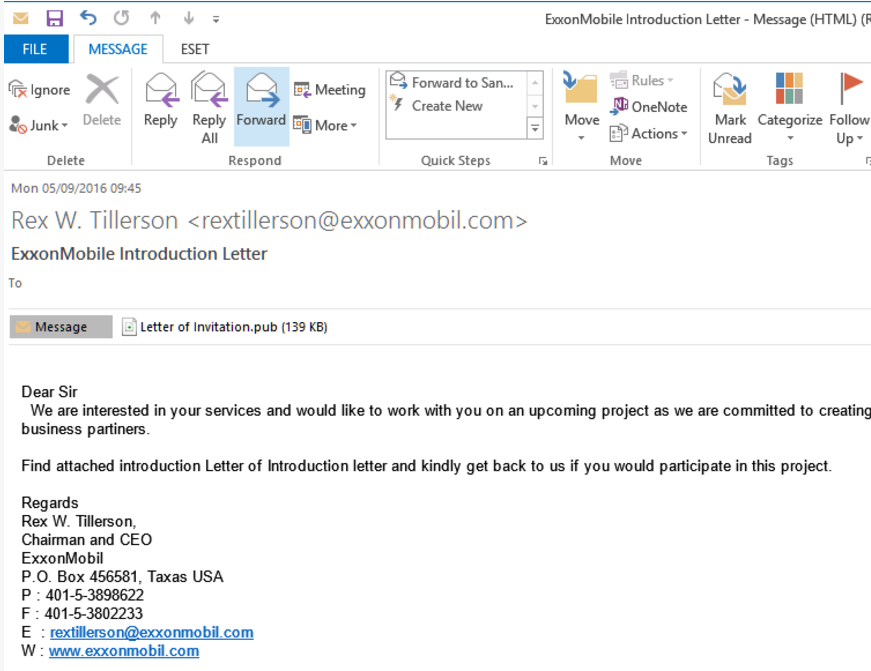 ExxonMobile Introduction Letter - Message (HTML) (R
FILE MESSAGE ESET
Ignore
Junk
Delete
Reply
Reply All
Forward
Meeting
More
Forward to San...
Create New
Move
Rules
OneNote
Actions
Mark Unread
Categorize
Follow Up
Delete Respond Quick Steps Move Tags
Mon 05/09/2016 09:45
Rex W. Tillerson <rextillerson@exxonmobil.com>
ExxonMobile Introduction Letter
To
Message Letter of Invitation.pub (139 KB)
Dear Sir
We are interested in your services and would like to work with you on an upcoming project as we are committed to creating
business partiners.
Find attached introduction Letter of Introduction letter and kindly get back to us if you would participate in this project.
Regards
Rex W. Tillerson,
Chairman and CEO
ExxonMobil
P.O. Box 456581, Taxas USA
P : 401-5-3898622
F : 401-5-3802233
E : rextillerson@exxonmobil.com
W : www.exxonmobil.com